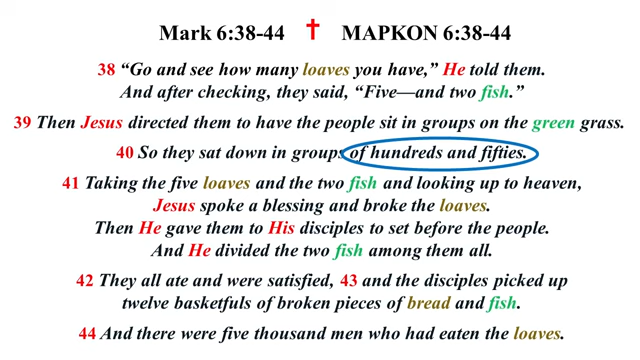 Mark 6:38-44 ✝ ΜΑΡΚΟΝ 6:38-44
38 “Go and see how many loaves you have,” He told them.
And after checking, they said, “Five—and two fish.”
39 Then Jesus directed them to have the people sit in groups on the green grass.
40 So they sat down in groups of hundreds and fifties.
41 Taking the five loaves and the two fish and looking up to heaven,
Jesus spoke a blessing and broke the loaves.
Then He gave them to His disciples to set before the people.
And He divided the two fish among them all.
42 They all ate and were satisfied, 43 and the disciples picked up
twelve basketfuls of broken pieces of bread and fish.
44 And there were five thousand men who had eaten the loaves.